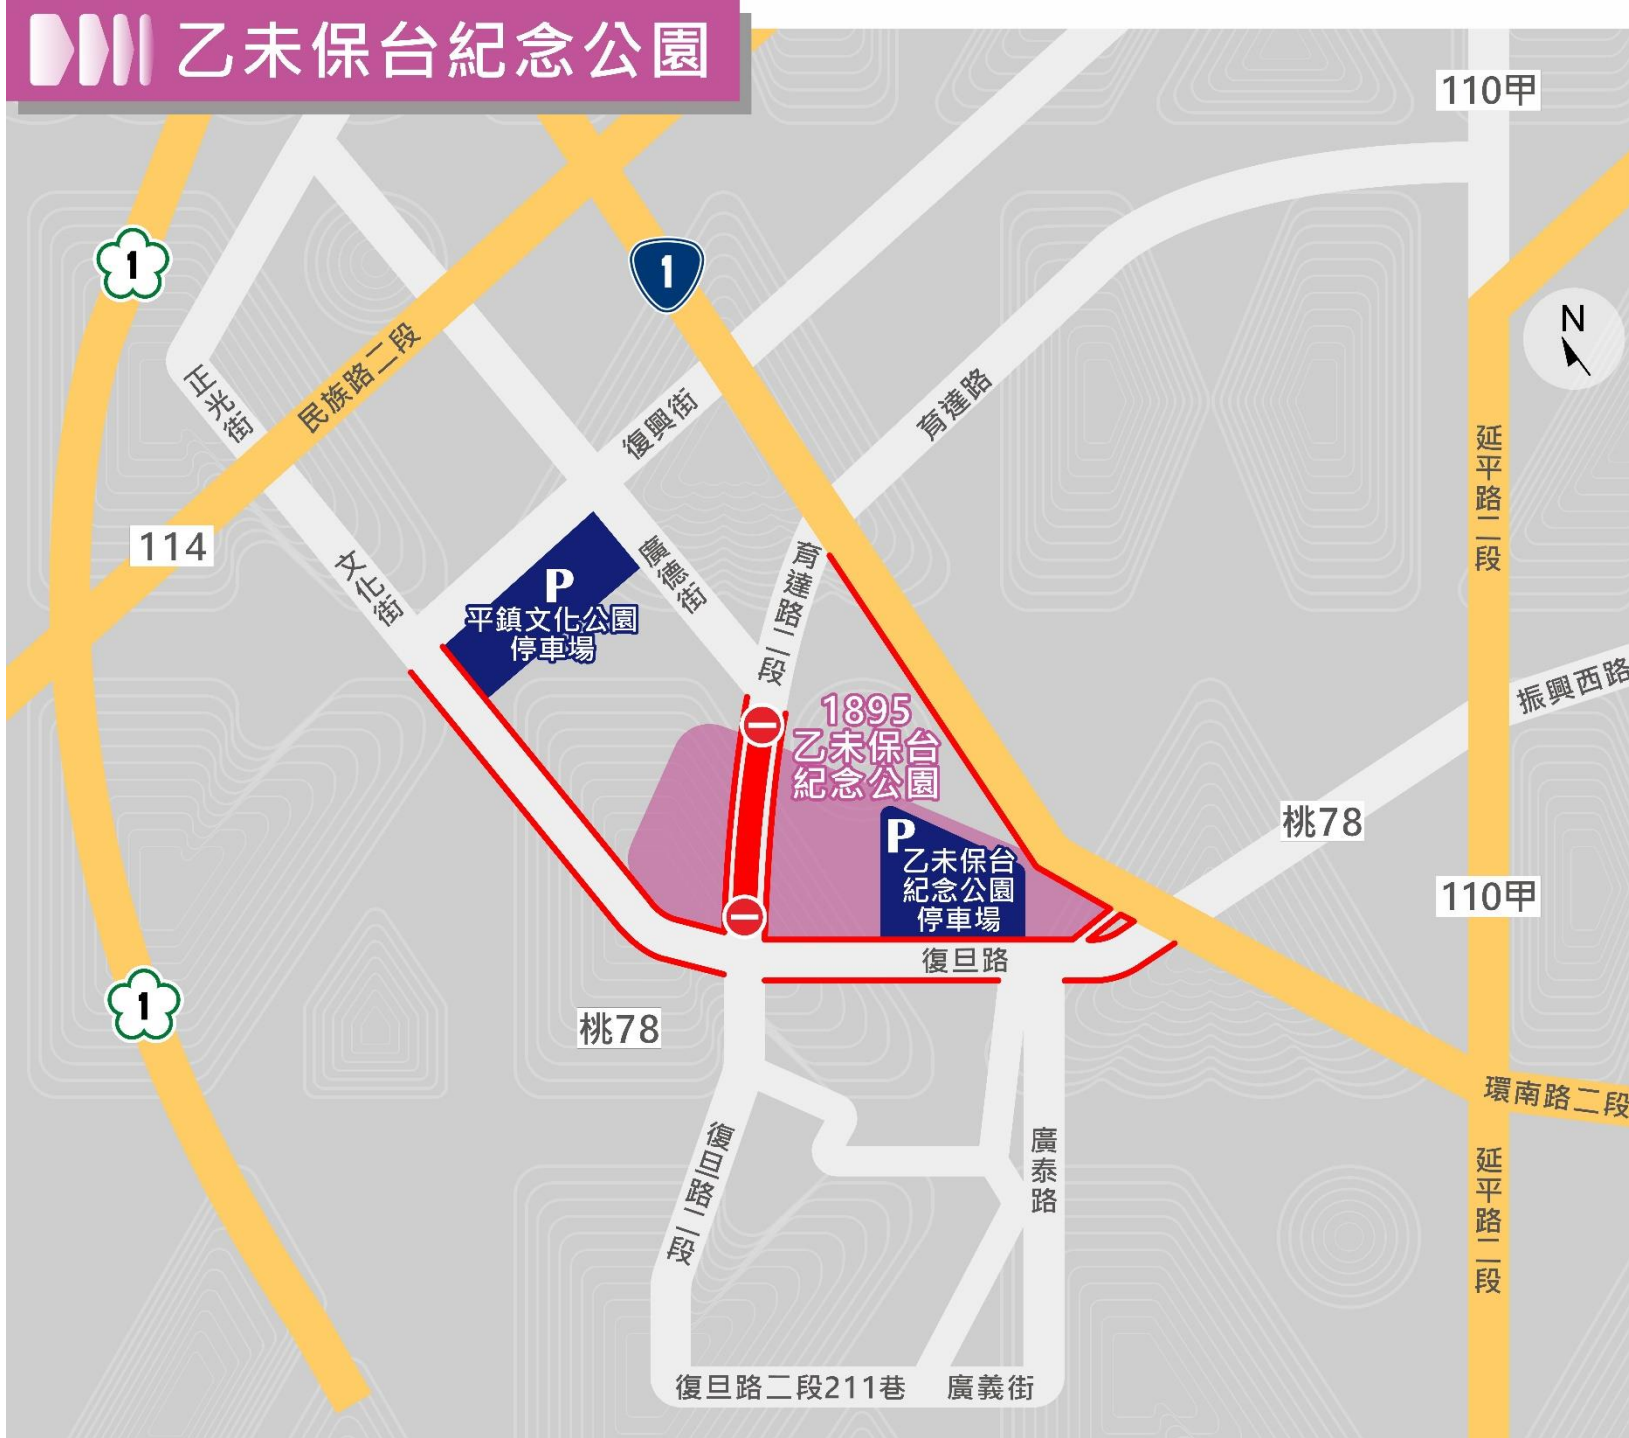 乙未保台紀念公園
110甲
1
1
N
民族路二段
正光街
復興街
育達路
延平路二段
114
文化街
P
平鎮文化公園
停車場
廣德街
育達路二段
振興西路
1895
乙未保台
紀念公園
桃78
P
乙未保台
紀念公園
停車場
110甲
復旦路
1
桃78
環南路二段
復旦路二段
廣泰路
延平路二段
復旦路二段211巷
廣義街